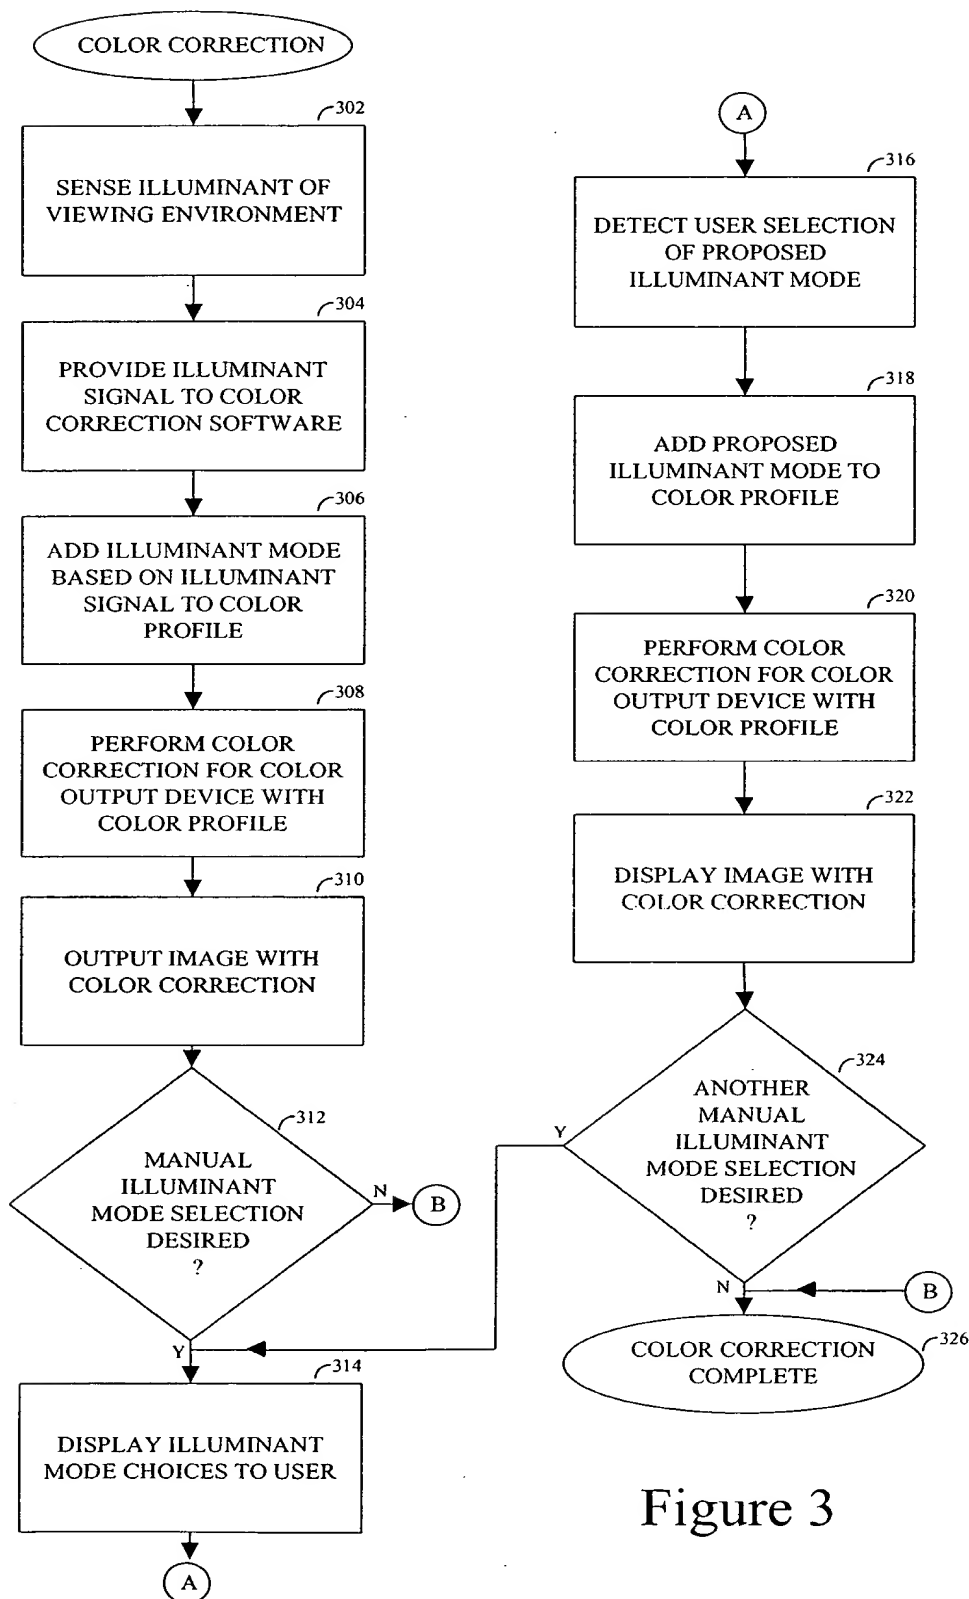 COLOR CORRECTION
302
SENSE ILLUMINANT OF
VIEWING ENVIRONMENT
304
PROVIDE ILLUMINANT
SIGNAL TO COLOR
CORRECTION SOFTWARE
306
ADD ILLUMINANT MODE
BASED ON ILLUMINANT
SIGNAL TO COLOR
PROFILE
308
PERFORM COLOR
CORRECTION FOR COLOR
OUTPUT DEVICE WITH
COLOR PROFILE
310
OUTPUT IMAGE WITH
COLOR CORRECTION
312
MANUAL
ILLUMINANT
MODE SELECTION
DESIRED
?
N
B
Y
314
DISPLAY ILLUMINANT
MODE CHOICES TO USER
A
A
316
DETECT USER SELECTION
OF PROPOSED
ILLUMINANT MODE
318
ADD PROPOSED
ILLUMINANT MODE TO
COLOR PROFILE
320
PERFORM COLOR
CORRECTION FOR COLOR
OUTPUT DEVICE WITH
COLOR PROFILE
322
DISPLAY IMAGE WITH
COLOR CORRECTION
324
ANOTHER
MANUAL
ILLUMINANT
MODE SELECTION
DESIRED
?
Y
N
B
326
COLOR CORRECTION
COMPLETE
Figure 3